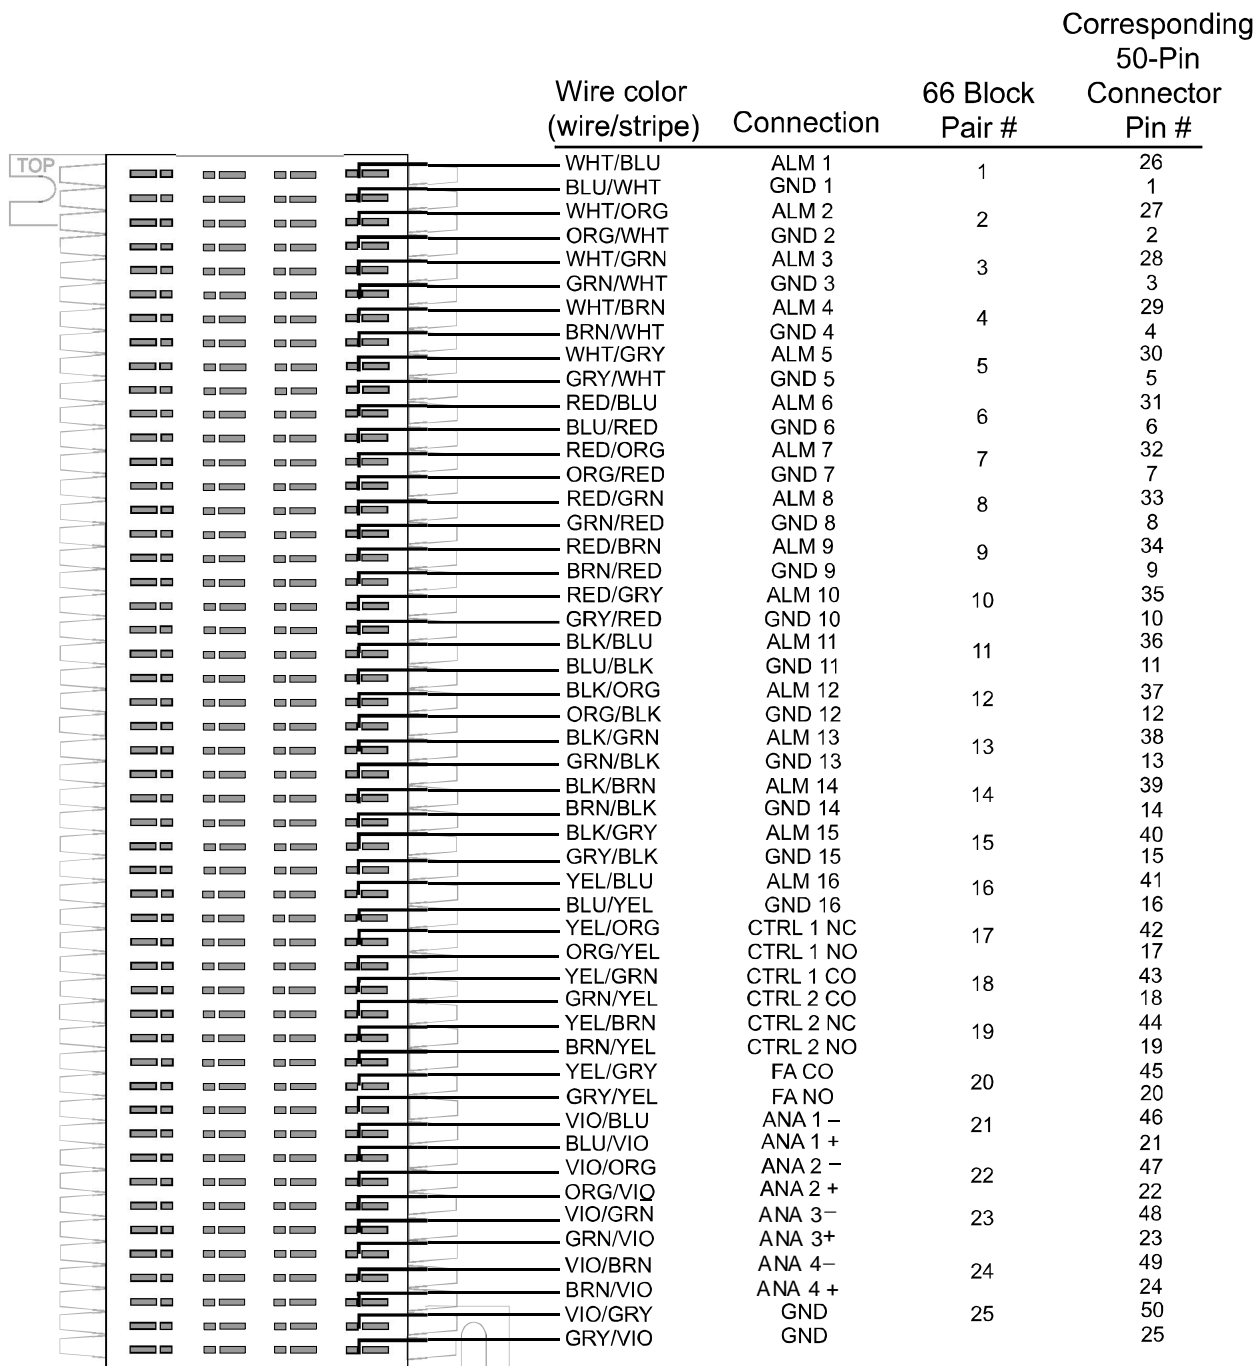 Wire color (wire/stripe) Connection 66 Block Pair # Corresponding 50-Pin Connector Pin #
TOP
WHT/BLU ALM 1 1 26
BLU/WHT GND 1 1
WHT/ORG ALM 2 2 27
ORG/WHT GND 2 2
WHT/GRN ALM 3 3 28
GRN/WHT GND 3 3
WHT/BRN ALM 4 4 29
BRN/WHT GND 4 4
WHT/GRY ALM 5 5 30
GRY/WHT GND 5 5
RED/BLU ALM 6 6 31
BLU/RED GND 6 6
RED/ORG ALM 7 7 32
ORG/RED GND 7 7
RED/GRN ALM 8 8 33
GRN/RED GND 8 8
RED/BRN ALM 9 9 34
BRN/RED GND 9 9
RED/GRY ALM 10 10 35
GRY/RED GND 10 10
BLK/BLU ALM 11 11 36
BLU/BLK GND 11 11
BLK/ORG ALM 12 12 37
ORG/BLK GND 12 12
BLK/GRN ALM 13 13 38
GRN/BLK GND 13 13
BLK/BRN ALM 14 14 39
BRN/BLK GND 14 14
BLK/GRY ALM 15 15 40
GRY/BLK GND 15 15
YEL/BLU ALM 16 16 41
BLU/YEL GND 16 16
YEL/ORG CTRL 1 NC 17 42
ORG/YEL CTRL 1 NO 17
YEL/GRN CTRL 1 CO 18 43
GRN/YEL CTRL 2 CO 18
YEL/BRN CTRL 2 NC 19 44
BRN/YEL CTRL 2 NO 19
YEL/GRY FA CO 20 45
GRY/YEL FA NO 20
VIO/BLU ANA 1 – 21 46
BLU/VIO ANA 1 + 21
VIO/ORG ANA 2 – 22 47
ORG/VIO ANA 2 + 22
VIO/GRN ANA 3– 23 48
GRN/VIO ANA 3+ 23
VIO/BRN ANA 4– 24 49
BRN/VIO ANA 4 + 24
VIO/GRY GND 25 50
GRY/VIO GND 25